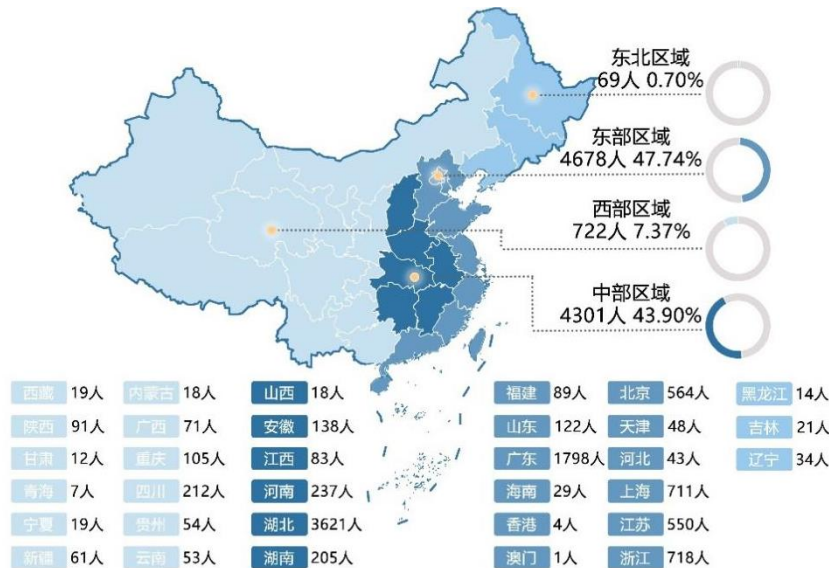 东北区域
69人 0.70%
东部区域
4678人 47.74%
西部区域
722人 7.37%
中部区域
4301人 43.90%
西藏 19人 内蒙古 18人 山西 18人 福建 89人 北京 564人 黑龙江 14人
陕西 91人 广西 71人 安徽 138人 山东 122人 天津 48人 吉林 21人
甘肃 12人 重庆 105人 江西 83人 广东 1798人 河北 43人 辽宁 34人
青海 7人 四川 212人 河南 237人 海南 29人 上海 711人
宁夏 19人 贵州 54人 湖北 3621人 香港 4人 江苏 550人
新疆 61人 云南 53人 湖南 205人 澳门 1人 浙江 718人